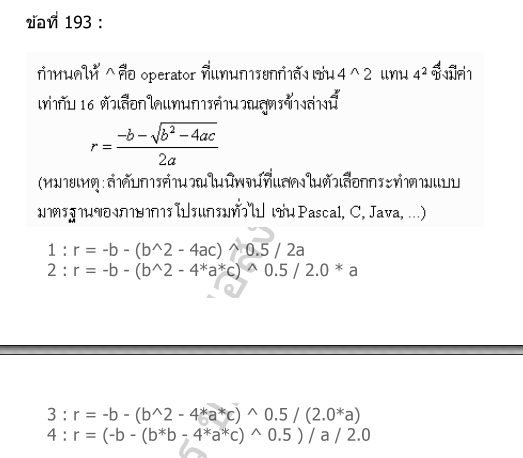 ข้อที่ 193 :
กำหนดให้ ^ คือ operator ที่แทนการยกกำลัง เช่น 4 ^ 2 แทน 4² ซึ่งมีค่า
เท่ากับ 16 ตัวเลือกใดแทนการคำนวณสูตรข้างล่างนี้
r = (-b - √(b² - 4ac)) / 2a
(หมายเหตุ : ลำดับการคำนวณในนิพจน์ที่แสดงในตัวเลือกกระทำตามแบบ
มาตรฐานของภาษาการโปรแกรมทั่วไป เช่น Pascal, C, Java, ...)
1 : r = -b - (b^2 - 4ac) ^ 0.5 / 2a
2 : r = -b - (b^2 - 4*a*c) ^ 0.5 / 2.0 * a
3 : r = -b - (b^2 - 4*a*c) ^ 0.5 / (2.0*a)
4 : r = (-b - (b*b - 4*a*c) ^ 0.5 ) / a / 2.0